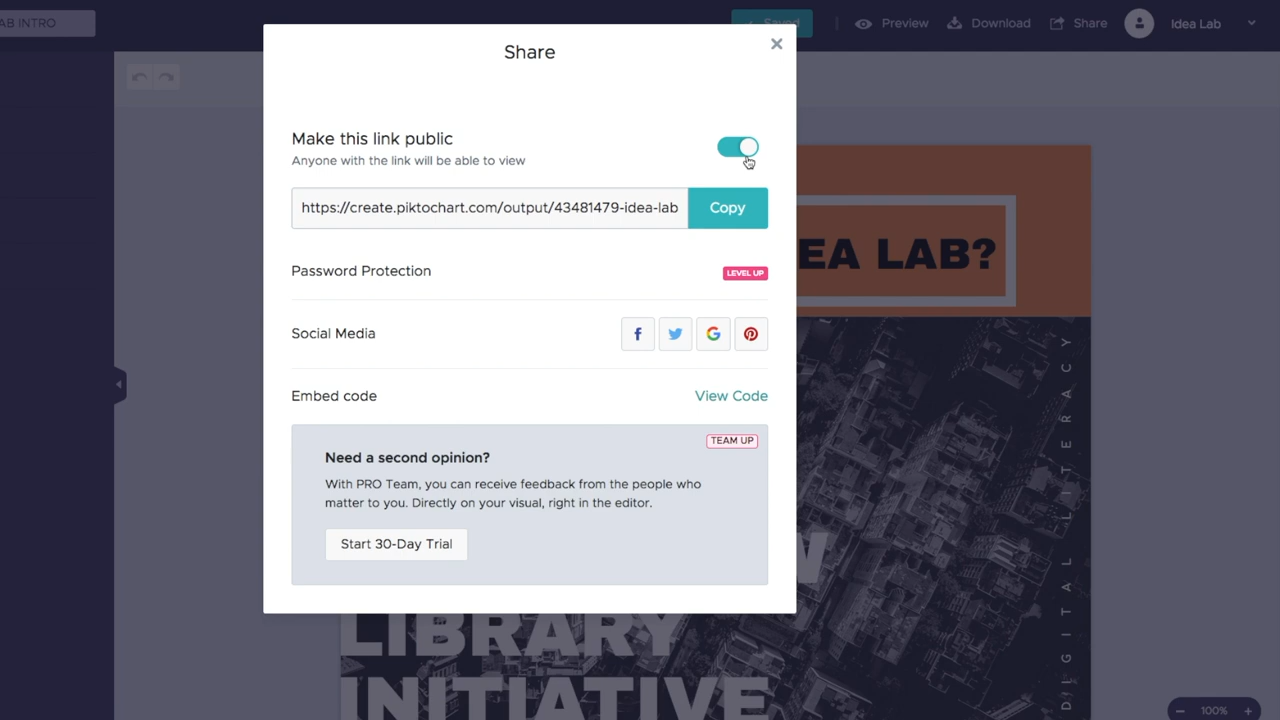 AB INTRO
Saved
Preview
Download
Share
Idea Lab
Share
Make this link public
Anyone with the link will be able to view
https://create.piktochart.com/output/43481479-idea-lab
Copy
Password Protection
LEVEL UP
Social Media
f
G
Embed code
View Code
TEAM UP
Need a second opinion?
With PRO Team, you can receive feedback from the people who
matter to you. Directly on your visual, right in the editor.
Start 30-Day Trial
EA LAB?
DIGITAL LITERACY
W
LIBRARY
INITIATIVE
100%